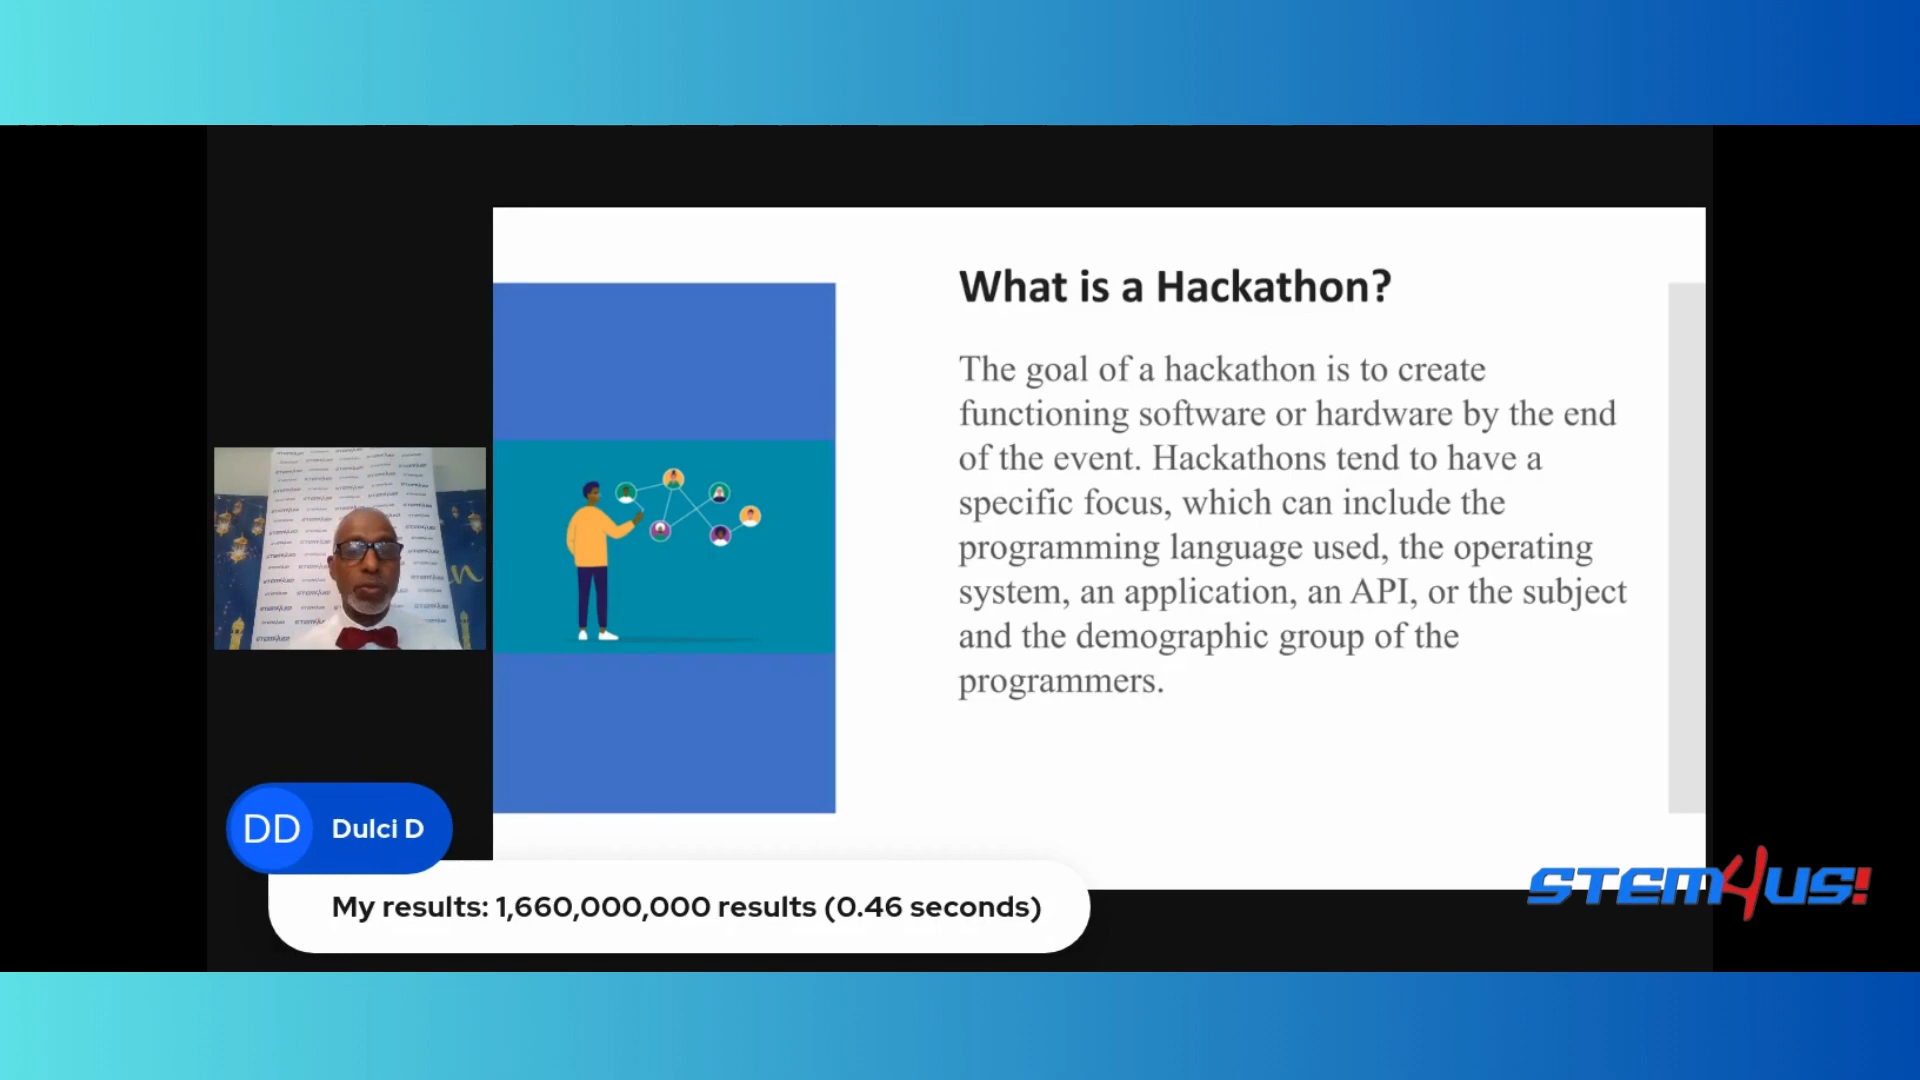 What is a Hackathon?
The goal of a hackathon is to create
functioning software or hardware by the end
of the event. Hackathons tend to have a
specific focus, which can include the
programming language used, the operating
system, an application, an API, or the subject
and the demographic group of the
programmers.
DD Dulci D
My results: 1,660,000,000 results (0.46 seconds)
STEM4US!